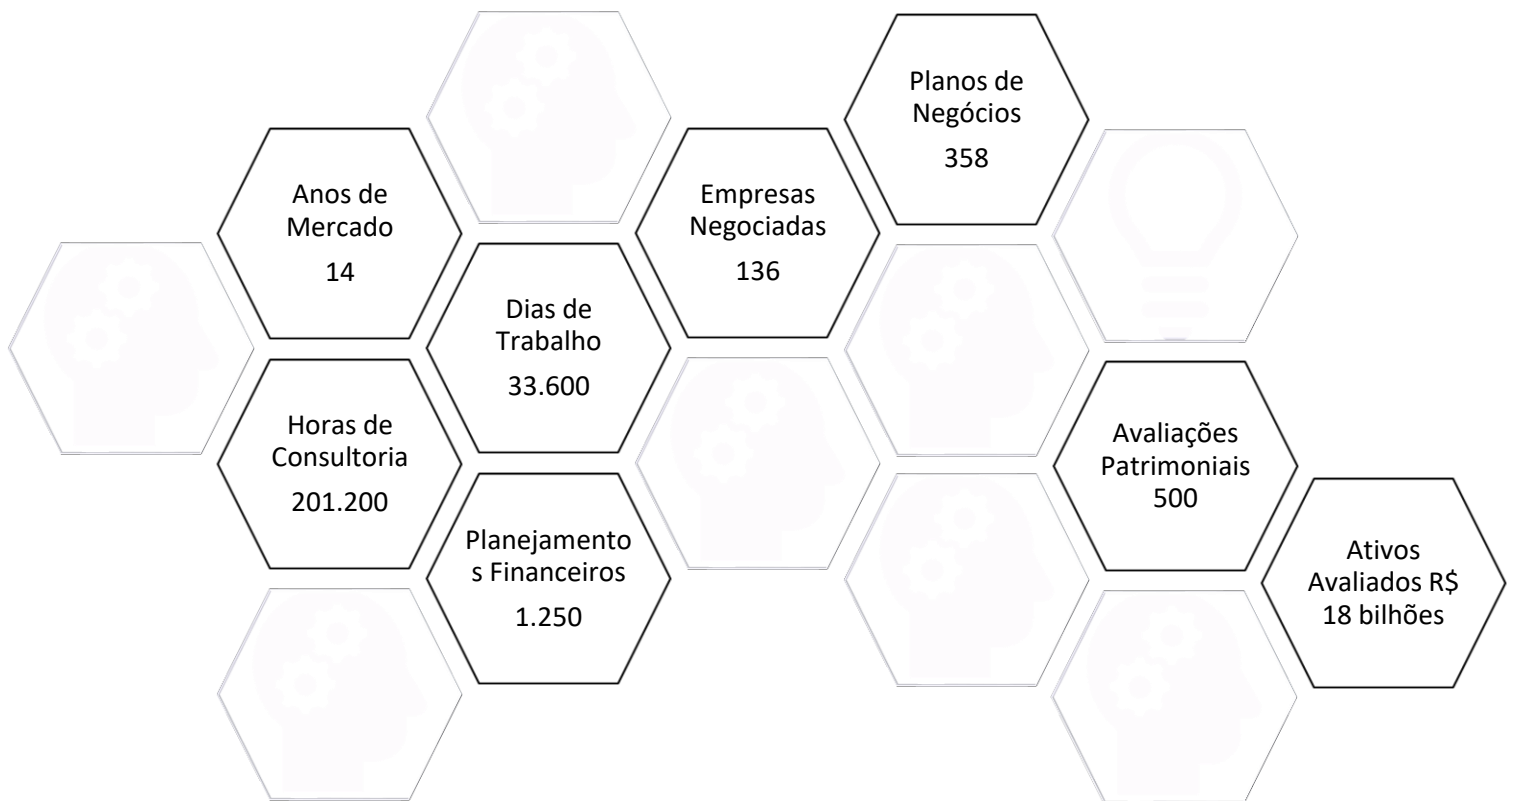 Planos de
Negócios
358
Anos de
Mercado
14
Empresas
Negociadas
136
Dias de
Trabalho
33.600
Horas de
Consultoria
201.200
Avaliações
Patrimoniais
500
Planejamento
s Financeiros
1.250
Ativos
Avaliados R$
18 bilhões